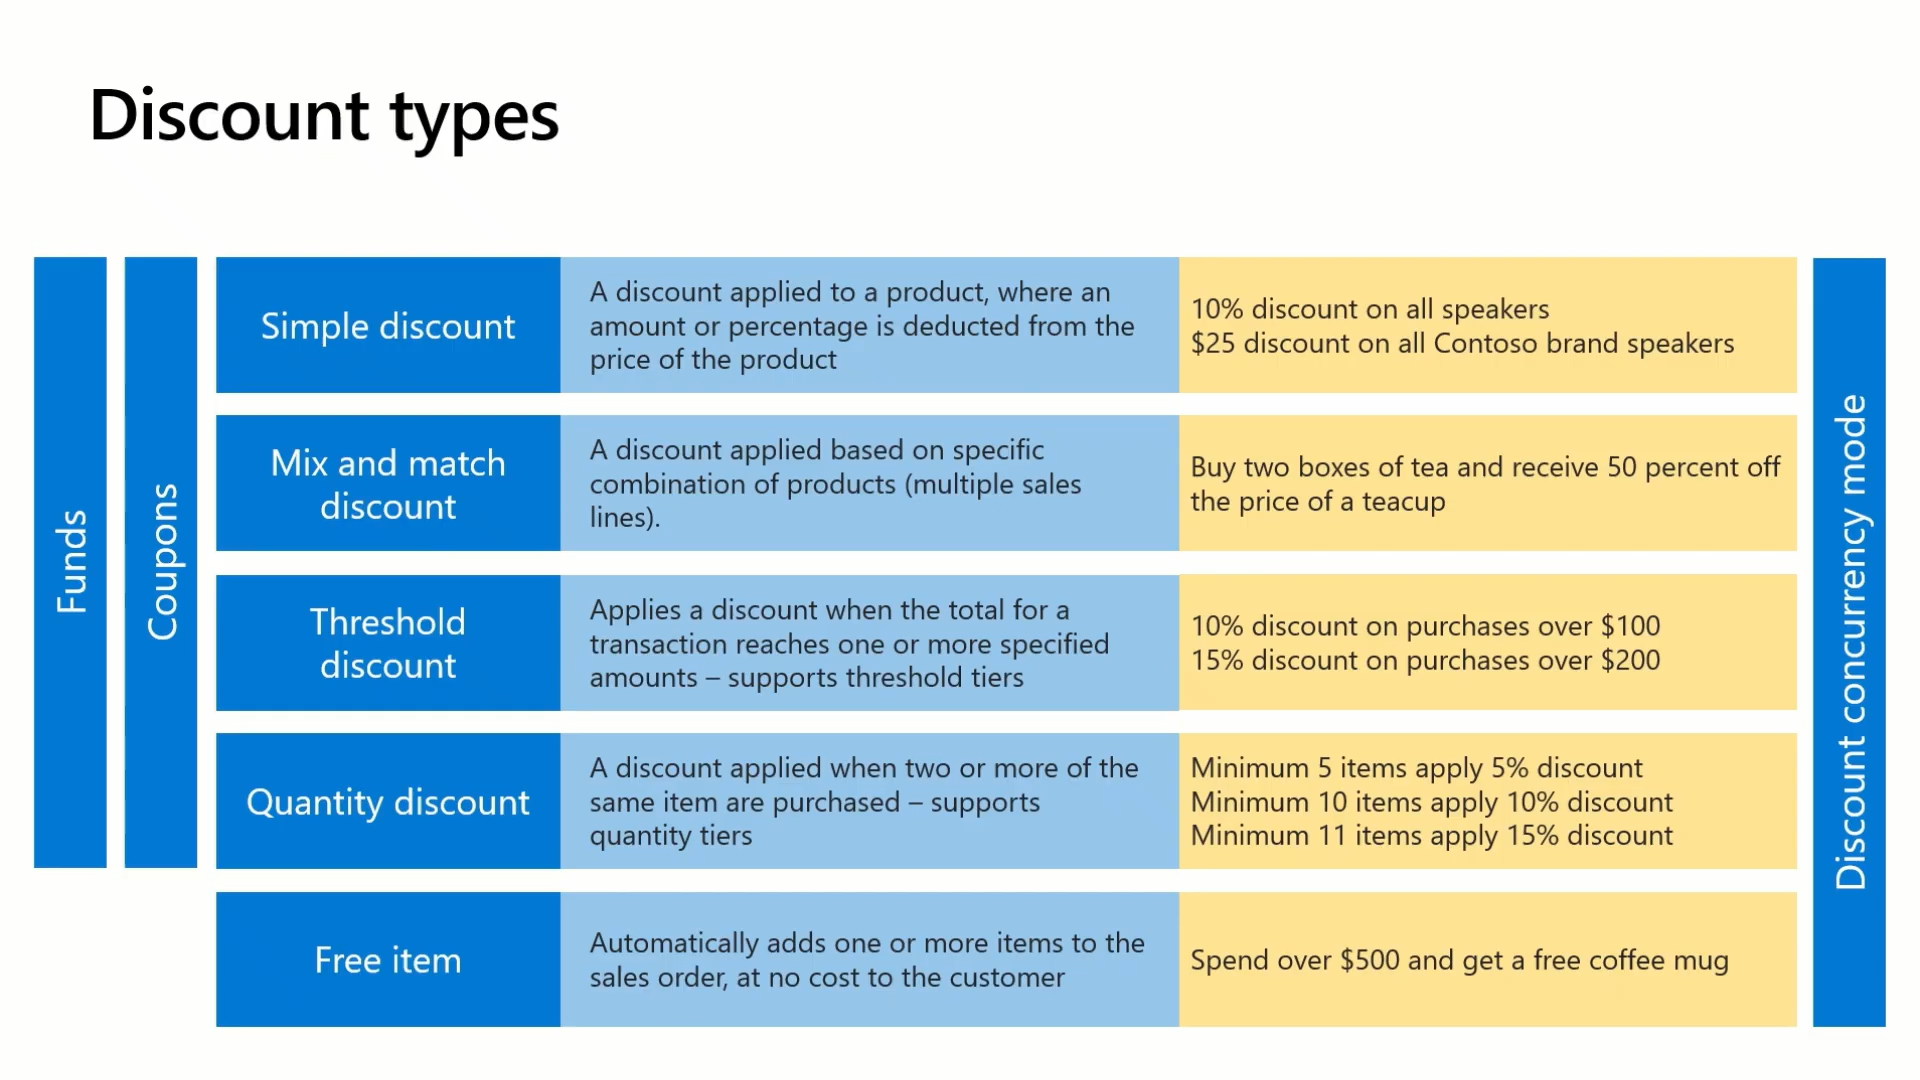 Discount types
Funds
Coupons
Simple discount
A discount applied to a product, where an
amount or percentage is deducted from the
price of the product
10% discount on all speakers
$25 discount on all Contoso brand speakers
Mix and match
discount
A discount applied based on specific
combination of products (multiple sales
lines).
Buy two boxes of tea and receive 50 percent off
the price of a teacup
Threshold
discount
Applies a discount when the total for a
transaction reaches one or more specified
amounts – supports threshold tiers
10% discount on purchases over $100
15% discount on purchases over $200
Quantity discount
A discount applied when two or more of the
same item are purchased – supports
quantity tiers
Minimum 5 items apply 5% discount
Minimum 10 items apply 10% discount
Minimum 11 items apply 15% discount
Free item
Automatically adds one or more items to the
sales order, at no cost to the customer
Spend over $500 and get a free coffee mug
Discount concurrency mode